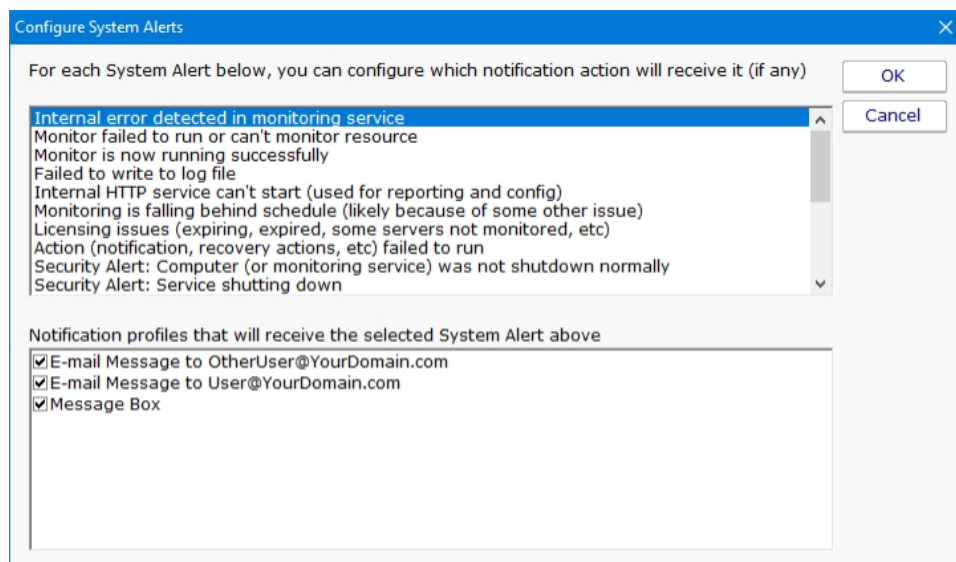 Configure System Alerts
For each System Alert below, you can configure which notification action will receive it (if any)
OK
Cancel
Internal error detected in monitoring service
Monitor failed to run or can't monitor resource
Monitor is now running successfully
Failed to write to log file
Internal HTTP service can't start (used for reporting and config)
Monitoring is falling behind schedule (likely because of some other issue)
Licensing issues (expiring, expired, some servers not monitored, etc)
Action (notification, recovery actions, etc) failed to run
Security Alert: Computer (or monitoring service) was not shutdown normally
Security Alert: Service shutting down
Notification profiles that will receive the selected System Alert above
E-mail Message to OtherUser@YourDomain.com
E-mail Message to User@YourDomain.com
Message Box